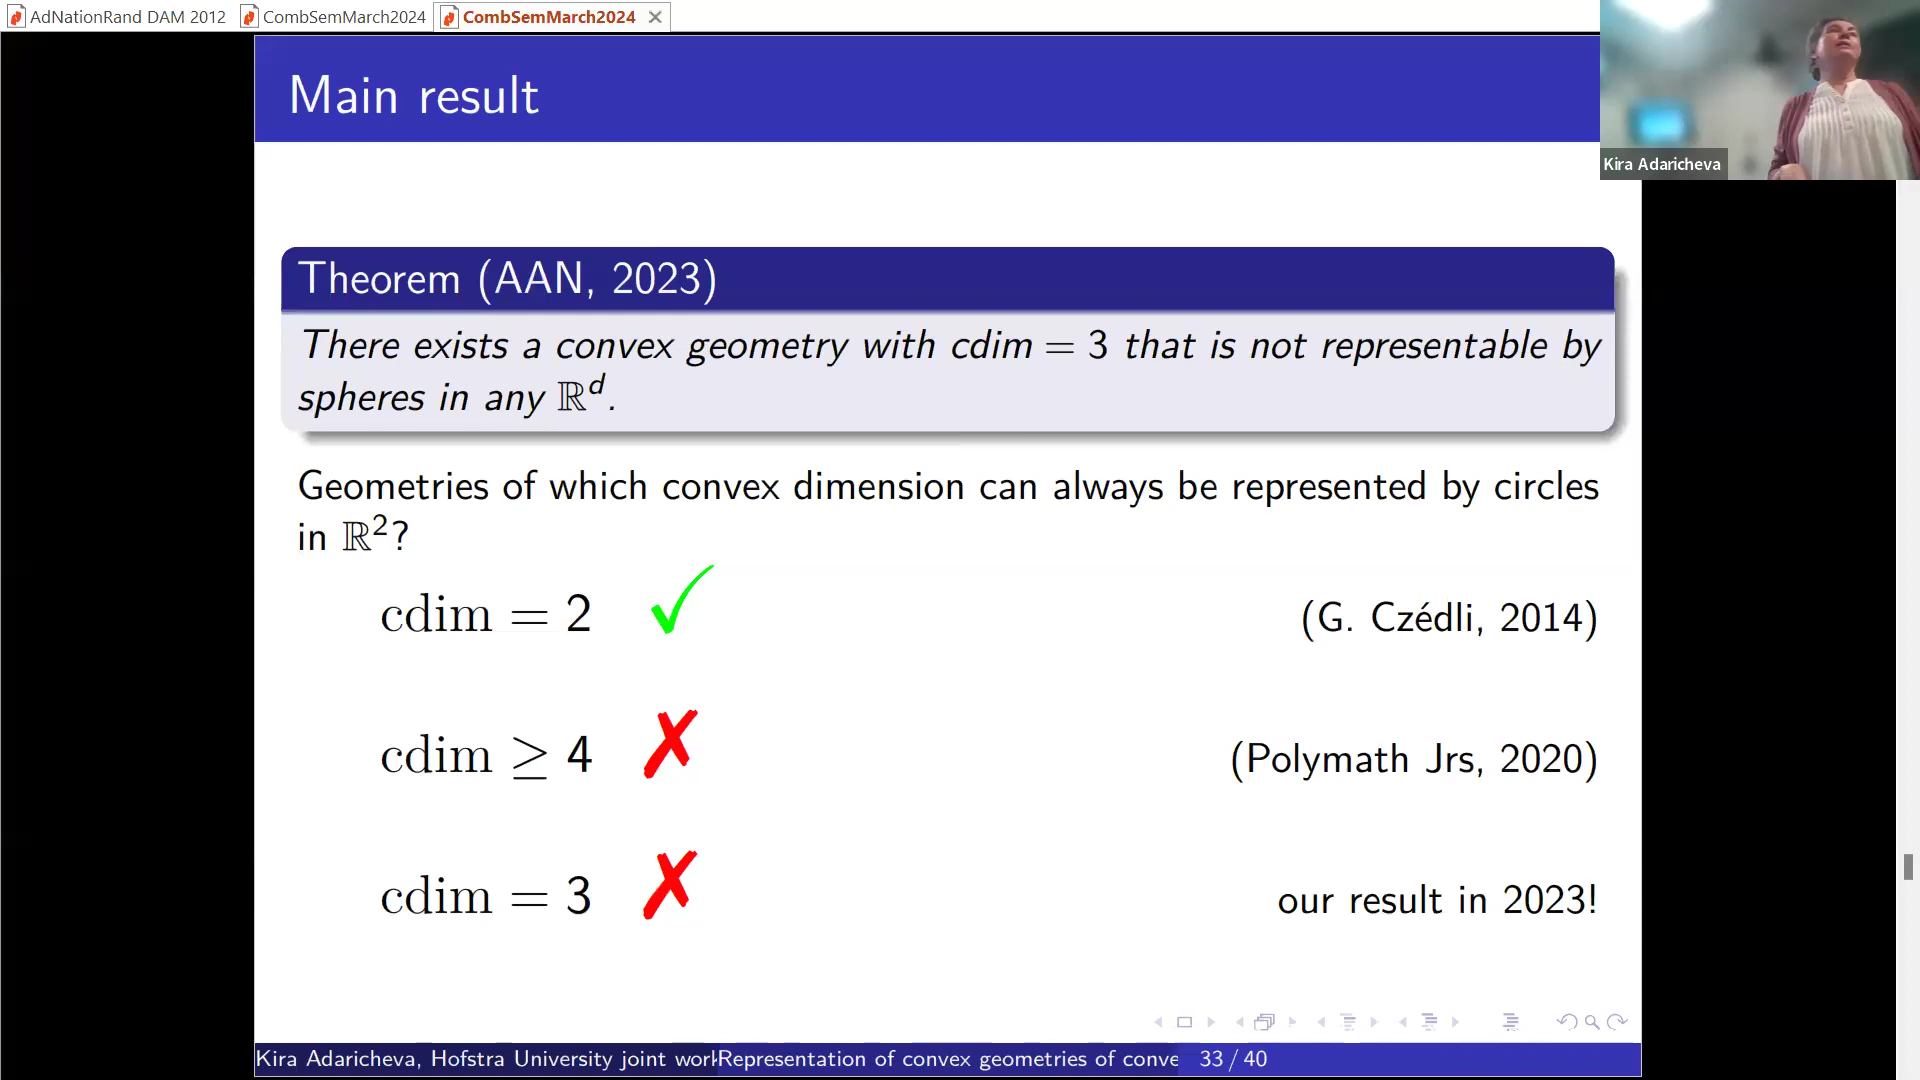 AdNationRand DAM 2012 CombSemMarch2024 CombSemMarch2024
Main result
Kira Adaricheva
Theorem (AAN, 2023)
There exists a convex geometry with cdim = 3 that is not representable by
spheres in any ℝᵈ.
Geometries of which convex dimension can always be represented by circles
in ℝ²?
cdim = 2 ✓ (G. Czédli, 2014)
cdim ≥ 4 ✗ (Polymath Jrs, 2020)
cdim = 3 ✗ our result in 2023!
Kira Adaricheva, Hofstra University joint work Representation of convex geometries of conve 33 / 40